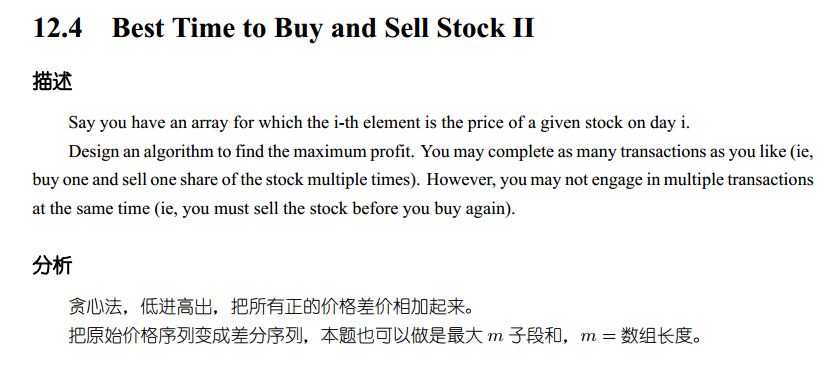 12.4 Best Time to Buy and Sell Stock II
描述
Say you have an array for which the i-th element is the price of a given stock on day i.
Design an algorithm to find the maximum profit. You may complete as many transactions as you like (ie,
buy one and sell one share of the stock multiple times). However, you may not engage in multiple transactions
at the same time (ie, you must sell the stock before you buy again).
分析
贪心法，低进高出，把所有正的价格差价相加起来。
把原始价格序列变成差分序列，本题也可以做是最大 m 子段和，m = 数组长度。